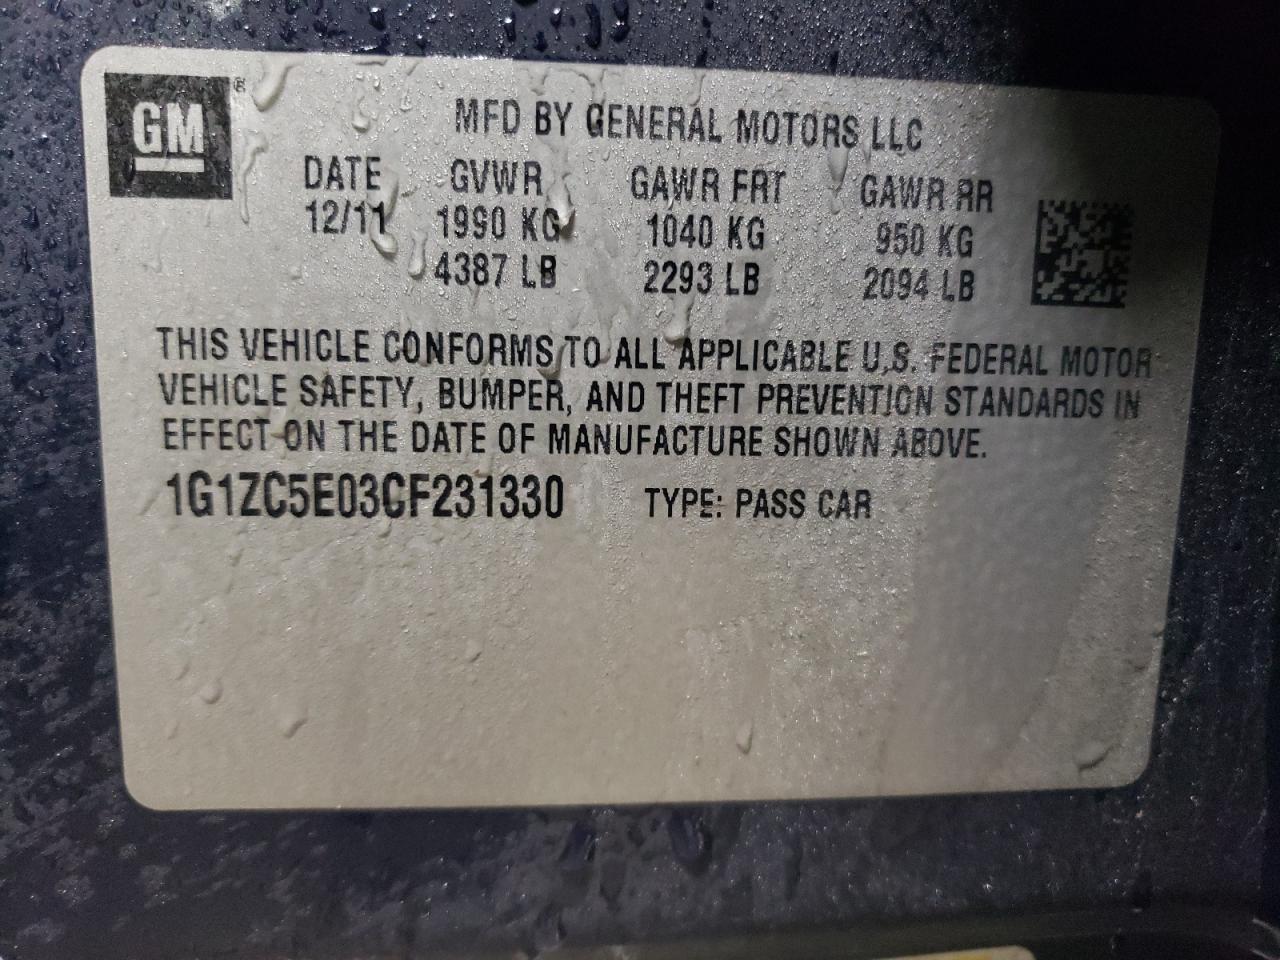 GM®
MFD BY GENERAL MOTORS LLC
DATE GVWR GAWR FRT GAWR RR
12/11 1990 KG 1040 KG 950 KG
4387 LB 2293 LB 2094 LB
THIS VEHICLE CONFORMS TO ALL APPLICABLE U.S. FEDERAL MOTOR
VEHICLE SAFETY, BUMPER, AND THEFT PREVENTION STANDARDS IN
EFFECT ON THE DATE OF MANUFACTURE SHOWN ABOVE.
1G1ZC5E03CF231330 TYPE: PASS CAR